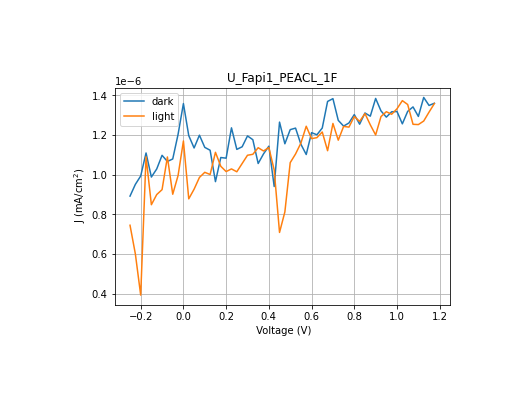 U_Fapi1_PEACL_1F
1e−6
dark
light
1.4
1.2
1.0
0.8
0.6
0.4
J (mA/cm²)
−0.2 0.0 0.2 0.4 0.6 0.8 1.0 1.2
Voltage (V)